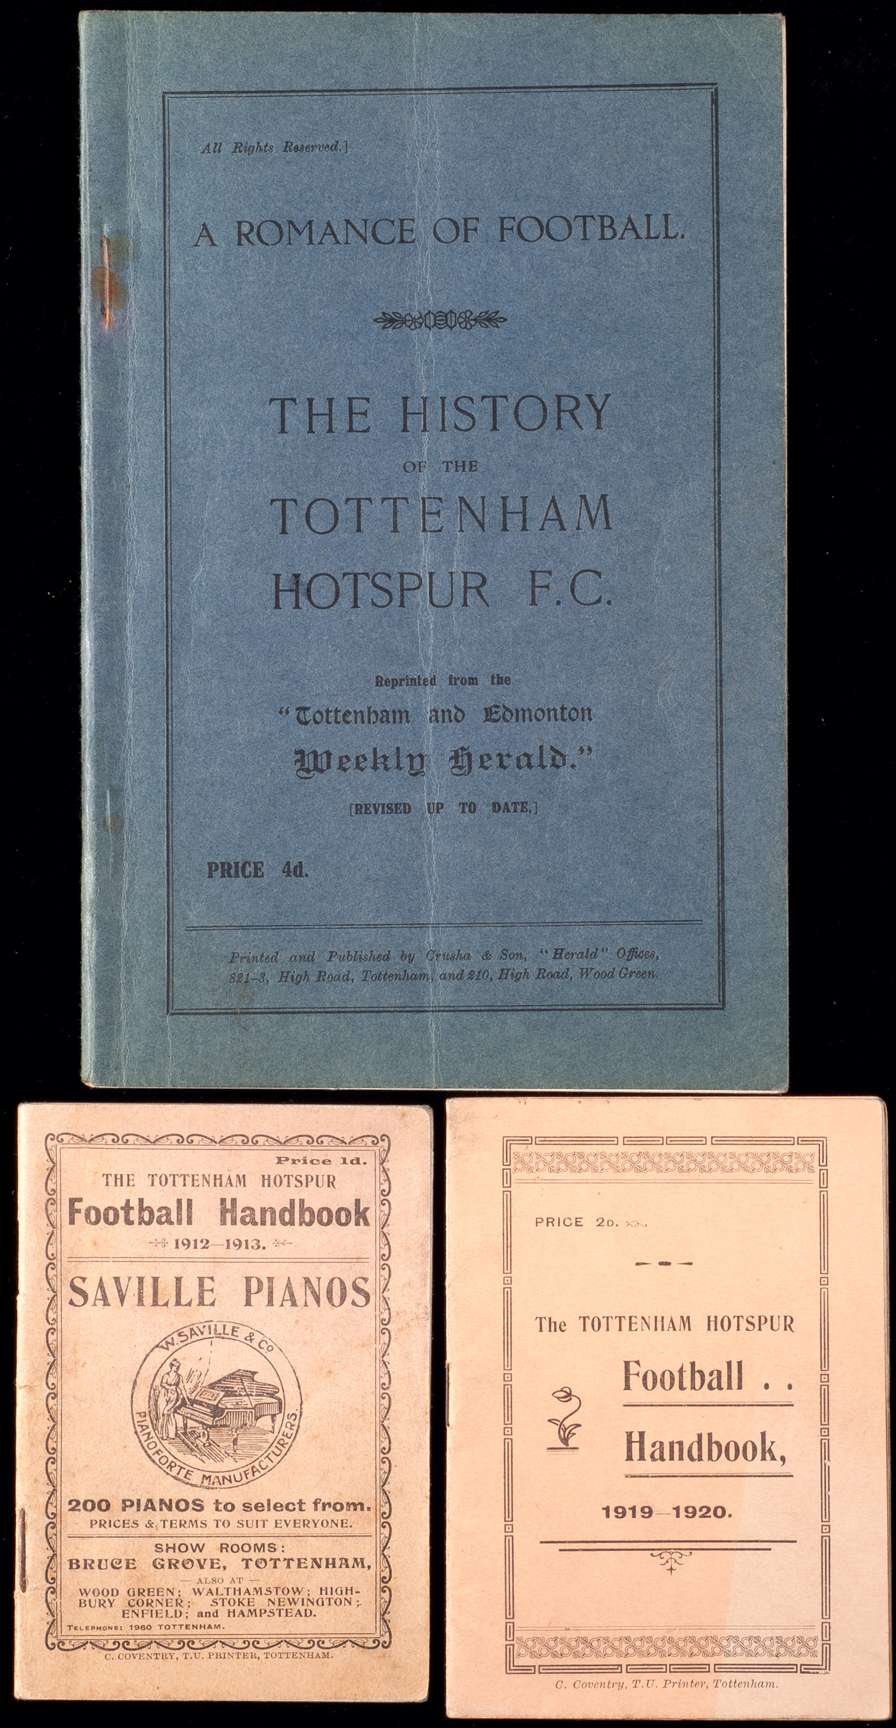 All Rights Reserved.]
A ROMANCE OF FOOTBALL.
THE HISTORY
OF THE
TOTTENHAM
HOTSPUR F.C.
Reprinted from the
"Tottenham and Edmonton
Weekly Herald."
[REVISED UP TO DATE.]
PRICE 4d.
Printed and Published by Crusha & Son, "Herald" Offices,
821-3, High Road, Tottenham, and 210, High Road, Wood Green.
Price 1d.
THE TOTTENHAM HOTSPUR
Football Handbook
1912-1913.
SAVILLE PIANOS
W. SAVILLE & Co
PIANOFORTE MANUFACTURERS.
200 PIANOS to select from.
PRICES & TERMS TO SUIT EVERYONE.
SHOW ROOMS:
BRUCE GROVE, TOTTENHAM,
— ALSO AT —
WOOD GREEN; WALTHAMSTOW; HIGH-
BURY CORNER; STOKE NEWINGTON;
ENFIELD; and HAMPSTEAD.
TELEPHONE: 1960 TOTTENHAM.
C. COVENTRY, T.U. PRINTER, TOTTENHAM.
PRICE 2D.
The TOTTENHAM HOTSPUR
Football . .
Handbook,
1919-1920.
C. Coventry, T.U. Printer, Tottenham.